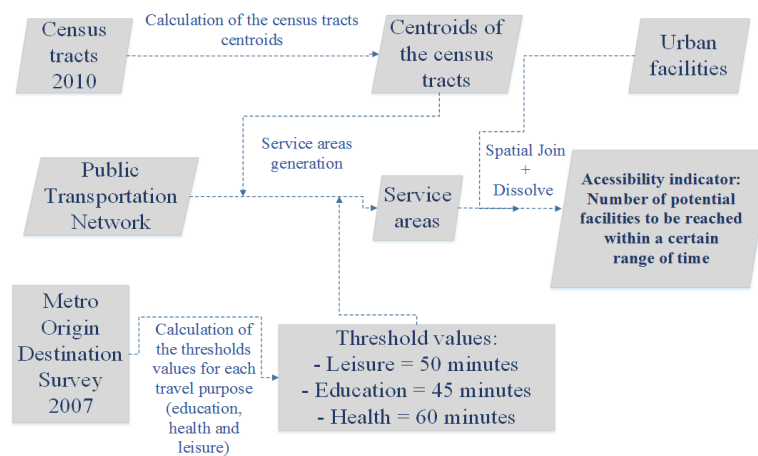 Census
tracts
2010
Calculation of the census tracts
centroids
Centroids of
the census
tracts
Urban
facilities
Service areas
generation
Public
Transportation
Network
Service
areas
Spatial Join
+
Dissolve
Acessibility indicator:
Number of potential
facilities to be reached
within a certain
range of time
Metro
Origin
Destination
Survey
2007
Calculation of
the thresholds
values for each
travel purpose
(education,
health and
leisure)
Threshold values:
- Leisure = 50 minutes
- Education = 45 minutes
- Health = 60 minutes